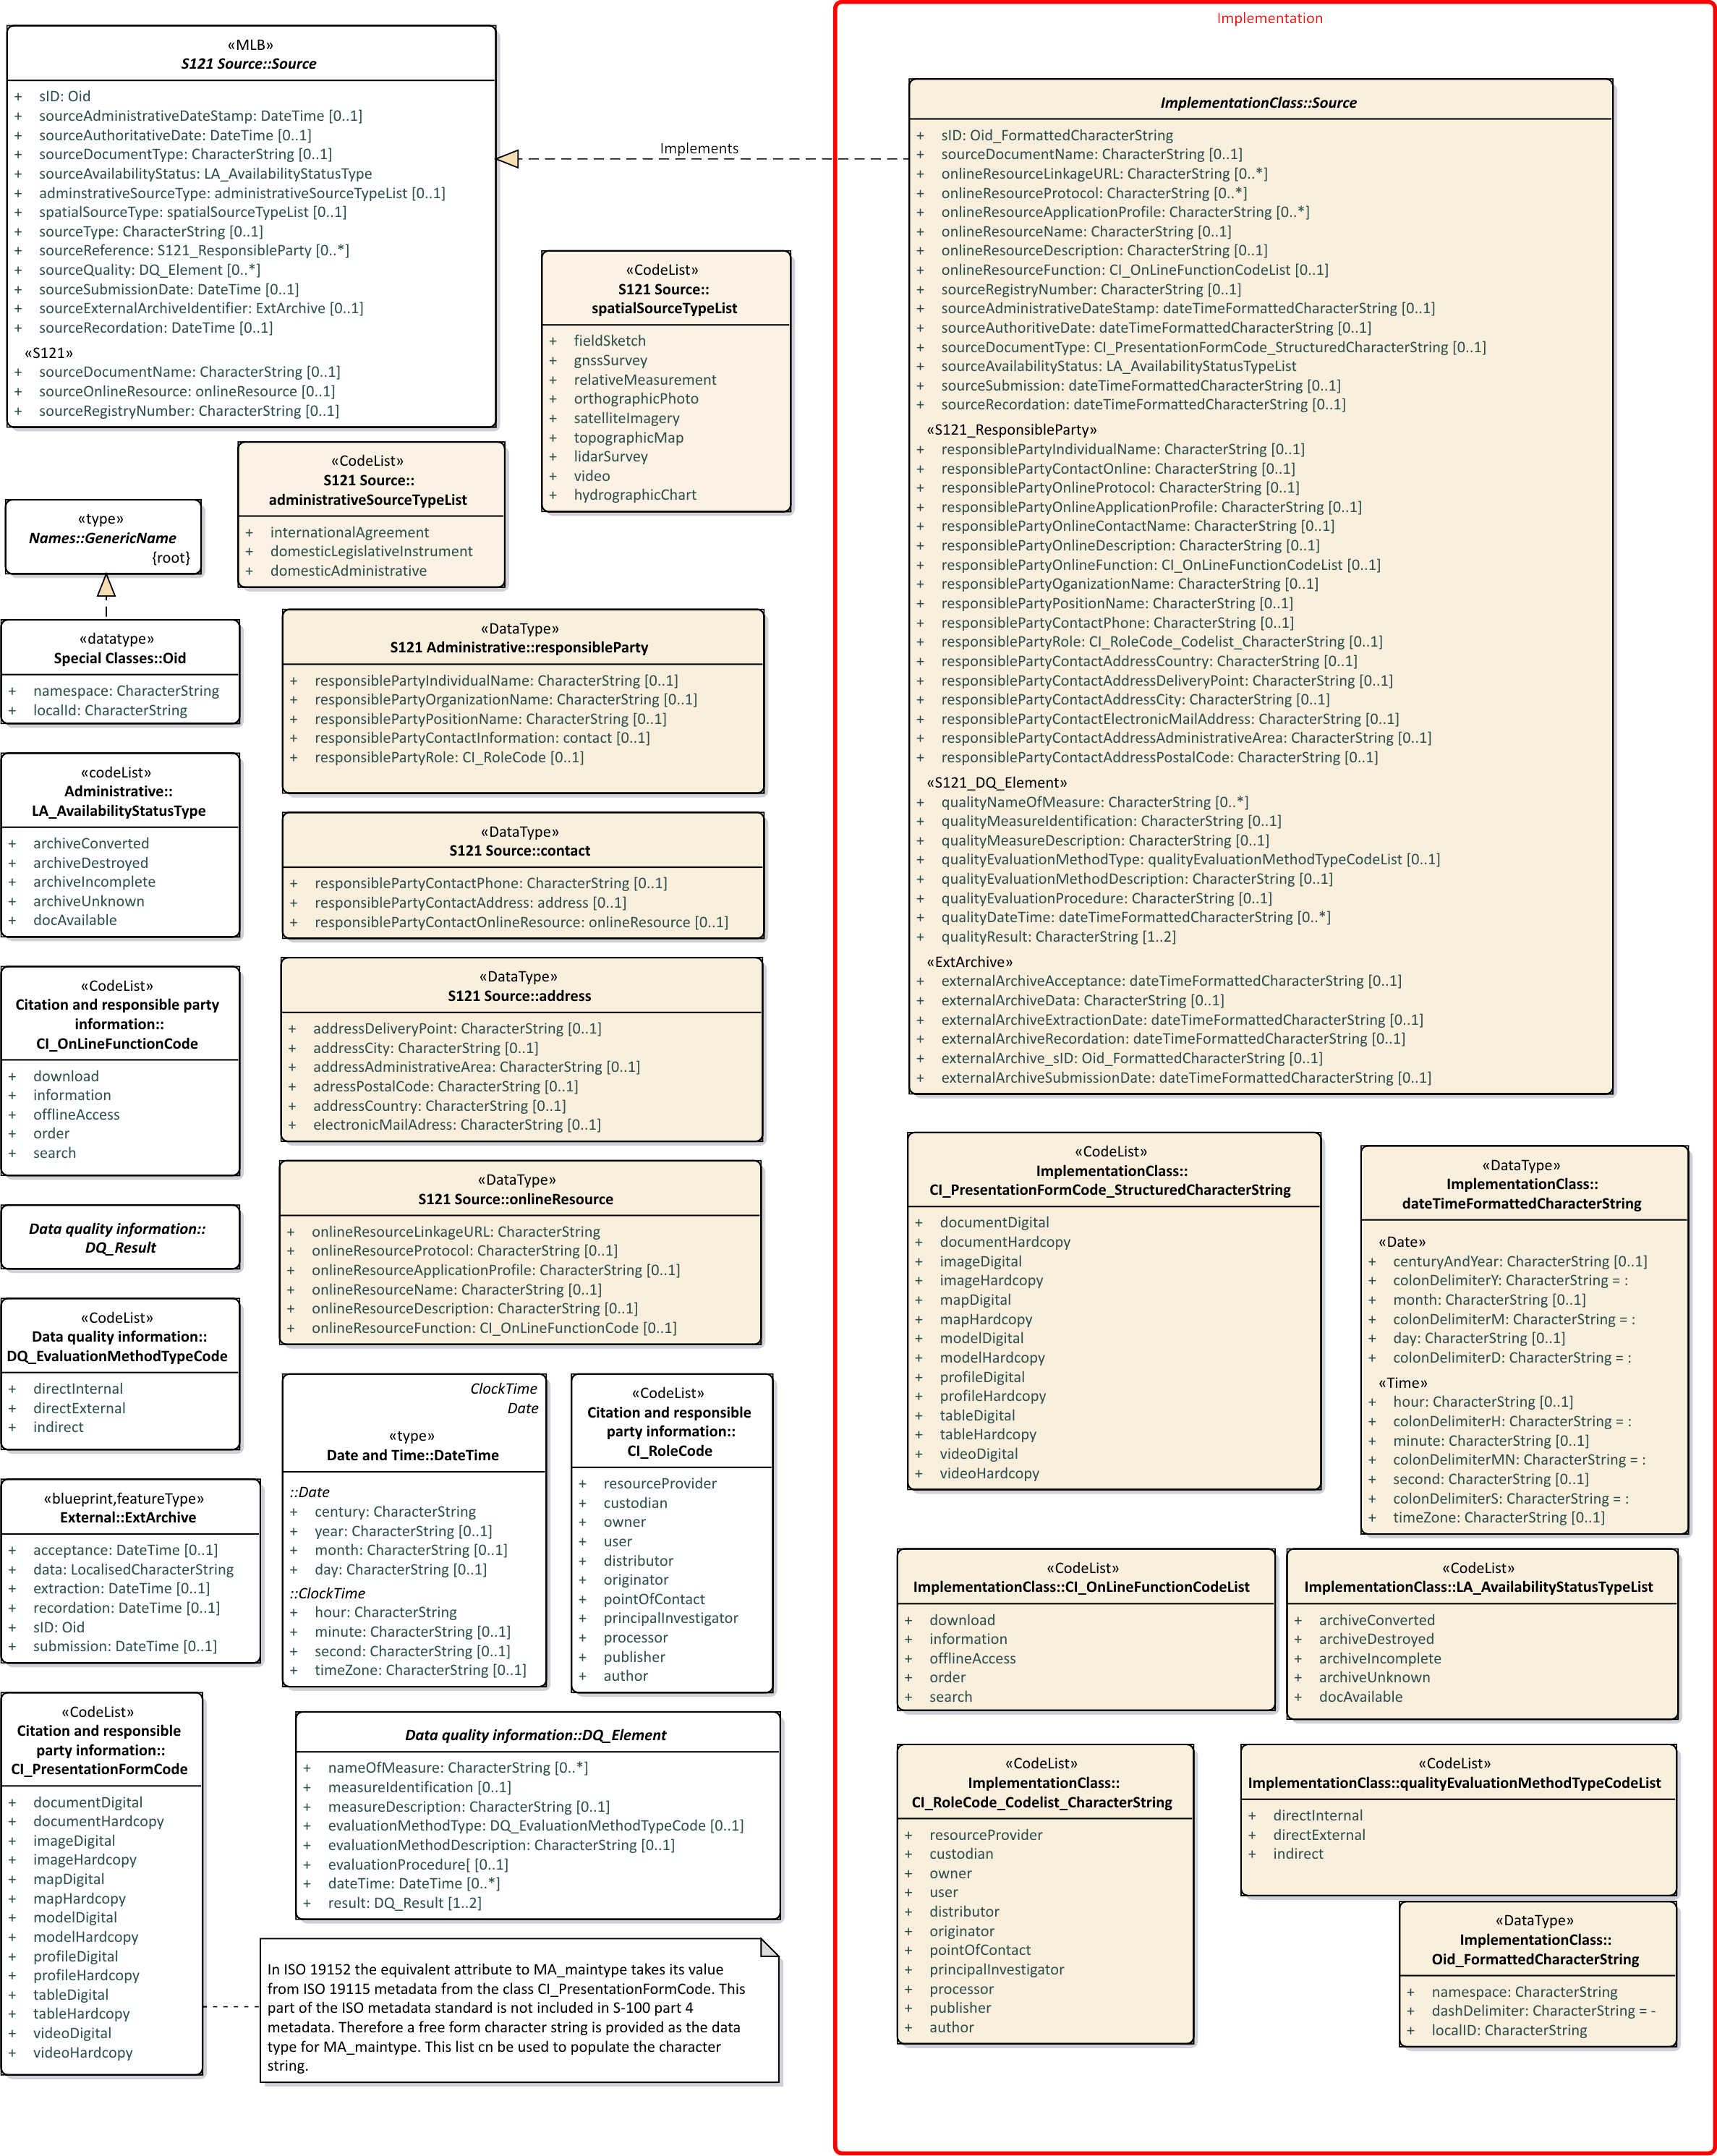 Implementation
«MLB»
S121 Source::Source
+ sID: Oid
+ sourceAdministrativeDateStamp: DateTime [0..1]
+ sourceAuthoritativeDate: DateTime [0..1]
+ sourceDocumentType: CharacterString [0..1]
+ sourceAvailabilityStatus: LA_AvailabilityStatusType
+ adminstrativeSourceType: administrativeSourceTypeList [0..1]
+ spatialSourceType: spatialSourceTypeList [0..1]
+ sourceType: CharacterString [0..1]
+ sourceReference: S121_ResponsibleParty [0..*]
+ sourceQuality: DQ_Element [0..*]
+ sourceSubmissionDate: DateTime [0..1]
+ sourceExternalArchiveIdentifier: ExtArchive [0..1]
+ sourceRecordation: DateTime [0..1]
«S121»
+ sourceDocumentName: CharacterString [0..1]
+ sourceOnlineResource: onlineResource [0..1]
+ sourceRegistryNumber: CharacterString [0..1]
Implements
«CodeList»
S121 Source::
spatialSourceTypeList
+ fieldSketch
+ gnssSurvey
+ relativeMeasurement
+ orthographicPhoto
+ satelliteImagery
+ topographicMap
+ lidarSurvey
+ video
+ hydrographicChart
«CodeList»
S121 Source::
administrativeSourceTypeList
+ internationalAgreement
+ domesticLegislativeInstrument
+ domesticAdministrative
«type»
Names::GenericName
{root}
«datatype»
Special Classes::Oid
+ namespace: CharacterString
+ localId: CharacterString
«DataType»
S121 Administrative::responsibleParty
+ responsiblePartyIndividualName: CharacterString [0..1]
+ responsiblePartyOrganizationName: CharacterString [0..1]
+ responsiblePartyPositionName: CharacterString [0..1]
+ responsiblePartyContactInformation: contact [0..1]
+ responsiblePartyRole: CI_RoleCode [0..1]
«codeList»
Administrative::
LA_AvailabilityStatusType
+ archiveConverted
+ archiveDestroyed
+ archiveIncomplete
+ archiveUnknown
+ docAvailable
«DataType»
S121 Source::contact
+ responsiblePartyContactPhone: CharacterString [0..1]
+ responsiblePartyContactAddress: address [0..1]
+ responsiblePartyContactOnlineResource: onlineResource [0..1]
«CodeList»
Citation and responsible party
information::
CI_OnLineFunctionCode
+ download
+ information
+ offlineAccess
+ order
+ search
«DataType»
S121 Source::address
+ addressDeliveryPoint: CharacterString [0..1]
+ addressCity: CharacterString [0..1]
+ addressAdministrativeArea: CharacterString [0..1]
+ adressPostalCode: CharacterString [0..1]
+ addressCountry: CharacterString [0..1]
+ electronicMailAdress: CharacterString [0..1]
Data quality information::
DQ_Result
«DataType»
S121 Source::onlineResource
+ onlineResourceLinkageURL: CharacterString
+ onlineResourceProtocol: CharacterString [0..1]
+ onlineResourceApplicationProfile: CharacterString [0..1]
+ onlineResourceName: CharacterString [0..1]
+ onlineResourceDescription: CharacterString [0..1]
+ onlineResourceFunction: CI_OnLineFunctionCode [0..1]
«CodeList»
Data quality information::
DQ_EvaluationMethodTypeCode
+ directInternal
+ directExternal
+ indirect
ClockTime
Date
«type»
Date and Time::DateTime
::Date
+ century: CharacterString
+ year: CharacterString [0..1]
+ month: CharacterString [0..1]
+ day: CharacterString [0..1]
::ClockTime
+ hour: CharacterString
+ minute: CharacterString [0..1]
+ second: CharacterString [0..1]
+ timeZone: CharacterString [0..1]
«CodeList»
Citation and responsible
party information::
CI_RoleCode
+ resourceProvider
+ custodian
+ owner
+ user
+ distributor
+ originator
+ pointOfContact
+ principalInvestigator
+ processor
+ publisher
+ author
«blueprint,featureType»
External::ExtArchive
+ acceptance: DateTime [0..1]
+ data: LocalisedCharacterString
+ extraction: DateTime [0..1]
+ recordation: DateTime [0..1]
+ sID: Oid
+ submission: DateTime [0..1]
«CodeList»
Citation and responsible
party information::
CI_PresentationFormCode
+ documentDigital
+ documentHardcopy
+ imageDigital
+ imageHardcopy
+ mapDigital
+ mapHardcopy
+ modelDigital
+ modelHardcopy
+ profileDigital
+ profileHardcopy
+ tableDigital
+ tableHardcopy
+ videoDigital
+ videoHardcopy
Data quality information::DQ_Element
+ nameOfMeasure: CharacterString [0..*]
+ measureIdentification [0..1]
+ measureDescription: CharacterString [0..1]
+ evaluationMethodType: DQ_EvaluationMethodTypeCode [0..1]
+ evaluationMethodDescription: CharacterString [0..1]
+ evaluationProcedure[ [0..1]
+ dateTime: DateTime [0..*]
+ result: DQ_Result [1..2]
In ISO 19152 the equivalent attribute to MA_maintype takes its value
from ISO 19115 metadata from the class CI_PresentationFormCode. This
part of the ISO metadata standard is not included in S-100 part 4
metadata. Therefore a free form character string is provided as the data
type for MA_maintype. This list cn be used to populate the character
string.
ImplementationClass::Source
+ sID: Oid_FormattedCharacterString
+ sourceDocumentName: CharacterString [0..1]
+ onlineResourceLinkageURL: CharacterString [0..*]
+ onlineResourceProtocol: CharacterString [0..*]
+ onlineResourceApplicationProfile: CharacterString [0..*]
+ onlineResourceName: CharacterString [0..1]
+ onlineResourceDescription: CharacterString [0..1]
+ onlineResourceFunction: CI_OnLineFunctionCodeList [0..1]
+ sourceRegistryNumber: CharacterString [0..1]
+ sourceAdministrativeDateStamp: dateTimeFormattedCharacterString [0..1]
+ sourceAuthoritiveDate: dateTimeFormattedCharacterString [0..1]
+ sourceDocumentType: CI_PresentationFormCode_StructuredCharacterString [0..1]
+ sourceAvailabilityStatus: LA_AvailabilityStatusTypeList
+ sourceSubmission: dateTimeFormattedCharacterString [0..1]
+ sourceRecordation: dateTimeFormattedCharacterString [0..1]
«S121_ResponsibleParty»
+ responsiblePartyIndividualName: CharacterString [0..1]
+ responsiblePartyContactOnline: CharacterString [0..1]
+ responsiblePartyOnlineProtocol: CharacterString [0..1]
+ responsiblePartyOnlineApplicationProfile: CharacterString [0..1]
+ responsiblePartyOnlineContactName: CharacterString [0..1]
+ responsiblePartyOnlineDescription: CharacterString [0..1]
+ responsiblePartyOnlineFunction: CI_OnLineFunctionCodeList [0..1]
+ responsiblePartyOganizationName: CharacterString [0..1]
+ responsiblePartyPositionName: CharacterString [0..1]
+ responsiblePartyContactPhone: CharacterString [0..1]
+ responsiblePartyRole: CI_RoleCode_Codelist_CharacterString [0..1]
+ responsiblePartyContactAddressCountry: CharacterString [0..1]
+ responsiblePartyContactAddressDeliveryPoint: CharacterString [0..1]
+ responsiblePartyContactAddressCity: CharacterString [0..1]
+ responsiblePartyContactElectronicMailAddress: CharacterString [0..1]
+ responsiblePartyContactAddressAdministrativeArea: CharacterString [0..1]
+ responsiblePartyContactAddressPostalCode: CharacterString [0..1]
«S121_DQ_Element»
+ qualityNameOfMeasure: CharacterString [0..*]
+ qualityMeasureIdentification: CharacterString [0..1]
+ qualityMeasureDescription: CharacterString [0..1]
+ qualityEvaluationMethodType: qualityEvaluationMethodTypeCodeList [0..1]
+ qualityEvaluationMethodDescription: CharacterString [0..1]
+ qualityEvaluationProcedure: CharacterString [0..1]
+ qualityDateTime: dateTimeFormattedCharacterString [0..*]
+ qualityResult: CharacterString [1..2]
«ExtArchive»
+ externalArchiveAcceptance: dateTimeFormattedCharacterString [0..1]
+ externalArchiveData: CharacterString [0..1]
+ externalArchiveExtractionDate: dateTimeFormattedCharacterString [0..1]
+ externalArchiveRecordation: dateTimeFormattedCharacterString [0..1]
+ externalArchive_sID: Oid_FormattedCharacterString [0..1]
+ externalArchiveSubmissionDate: dateTimeFormattedCharacterString [0..1]
«CodeList»
ImplementationClass::
CI_PresentationFormCode_StructuredCharacterString
+ documentDigital
+ documentHardcopy
+ imageDigital
+ imageHardcopy
+ mapDigital
+ mapHardcopy
+ modelDigital
+ modelHardcopy
+ profileDigital
+ profileHardcopy
+ tableDigital
+ tableHardcopy
+ videoDigital
+ videoHardcopy
«DataType»
ImplementationClass::
dateTimeFormattedCharacterString
«Date»
+ centuryAndYear: CharacterString [0..1]
+ colonDelimiterY: CharacterString = :
+ month: CharacterString [0..1]
+ colonDelimiterM: CharacterString = :
+ day: CharacterString [0..1]
+ colonDelimiterD: CharacterString = :
«Time»
+ hour: CharacterString [0..1]
+ colonDelimiterH: CharacterString = :
+ minute: CharacterString [0..1]
+ colonDelimiterMN: CharacterString = :
+ second: CharacterString [0..1]
+ colonDelimiterS: CharacterString = :
+ timeZone: CharacterString [0..1]
«CodeList»
ImplementationClass::CI_OnLineFunctionCodeList
+ download
+ information
+ offlineAccess
+ order
+ search
«CodeList»
ImplementationClass::LA_AvailabilityStatusTypeList
+ archiveConverted
+ archiveDestroyed
+ archiveIncomplete
+ archiveUnknown
+ docAvailable
«CodeList»
ImplementationClass::
CI_RoleCode_Codelist_CharacterString
+ resourceProvider
+ custodian
+ owner
+ user
+ distributor
+ originator
+ pointOfContact
+ principalInvestigator
+ processor
+ publisher
+ author
«CodeList»
ImplementationClass::qualityEvaluationMethodTypeCodeList
+ directInternal
+ directExternal
+ indirect
«DataType»
ImplementationClass::
Oid_FormattedCharacterString
+ namespace: CharacterString
+ dashDelimiter: CharacterString = -
+ localID: CharacterString